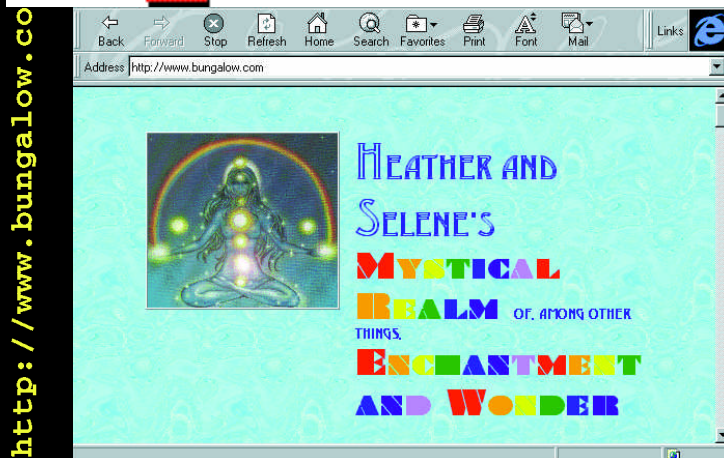 http://www.bungalow.co
Back Forward Stop Refresh Home Search Favorites Print Font Mail Links
Address http://www.bungalow.com
HEATHER AND
SELENE'S
MYSTICAL
REALM OF, AMONG OTHER
THINGS,
ENCHANTMENT
AND WONDER